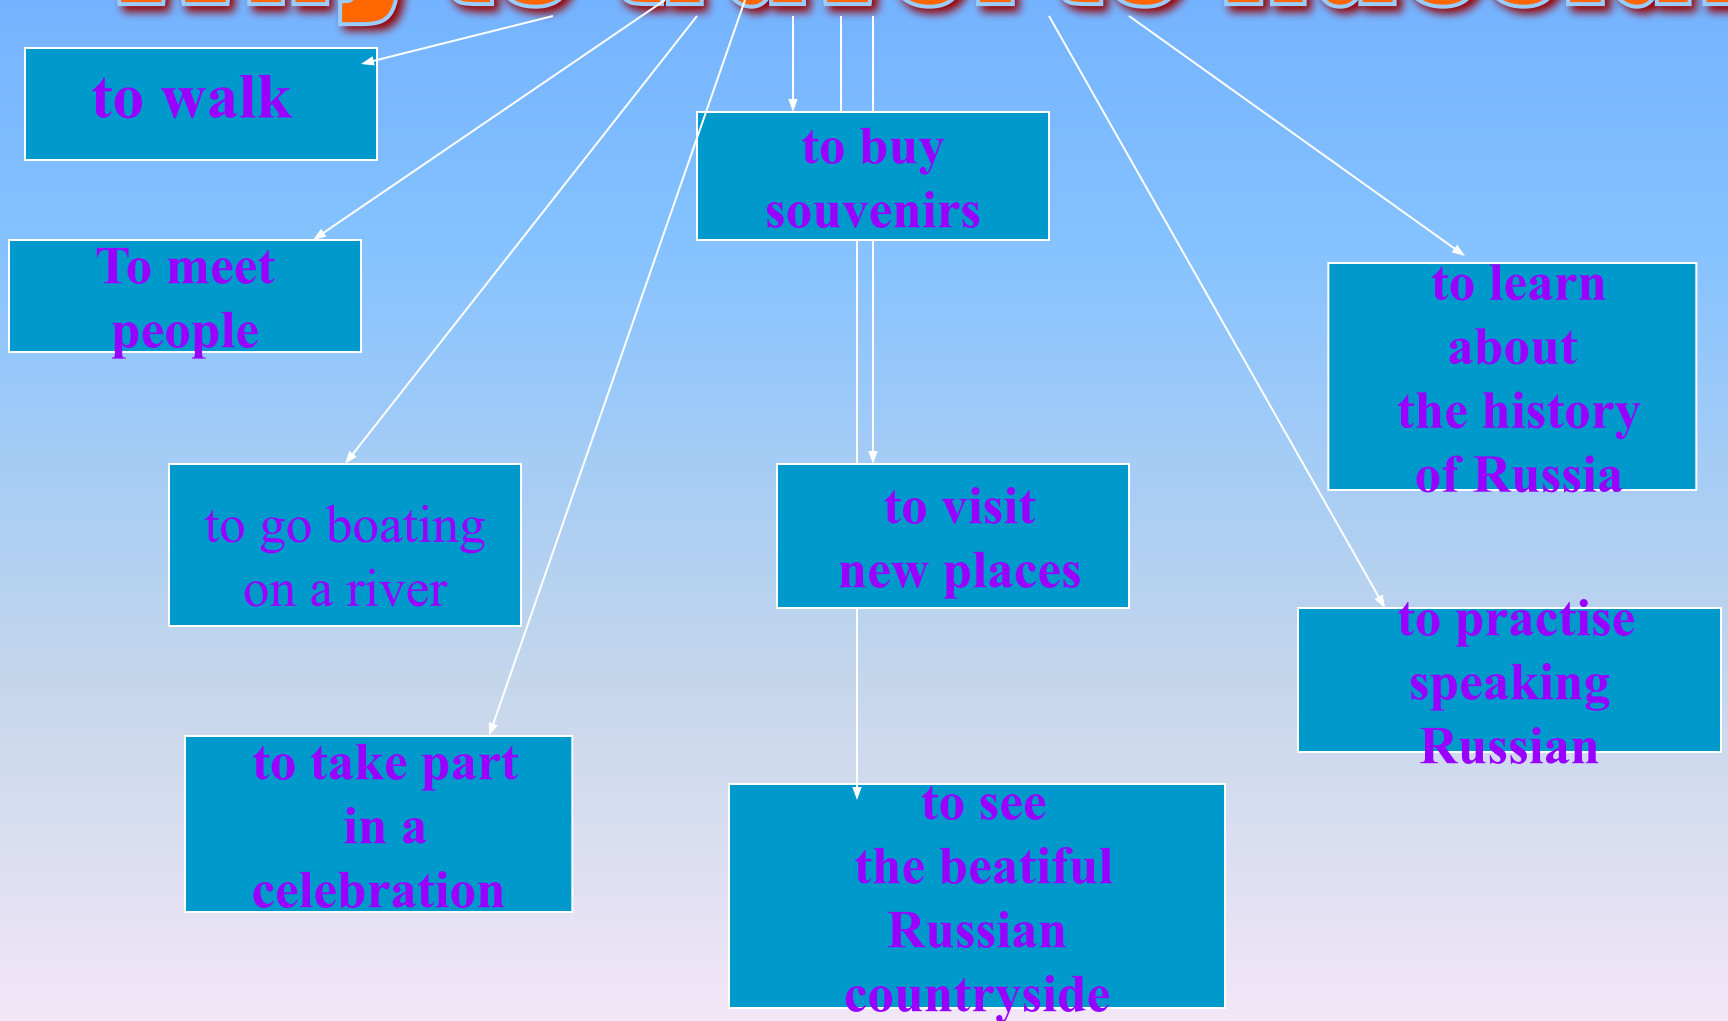 to walk
to buy
souvenirs
To meet
people
to learn
about
the history
of Russia
to go boating
on a river
to visit
new places
to practise
speaking
Russian
to take part
in a
celebration
to see
the beatiful
Russian
countryside